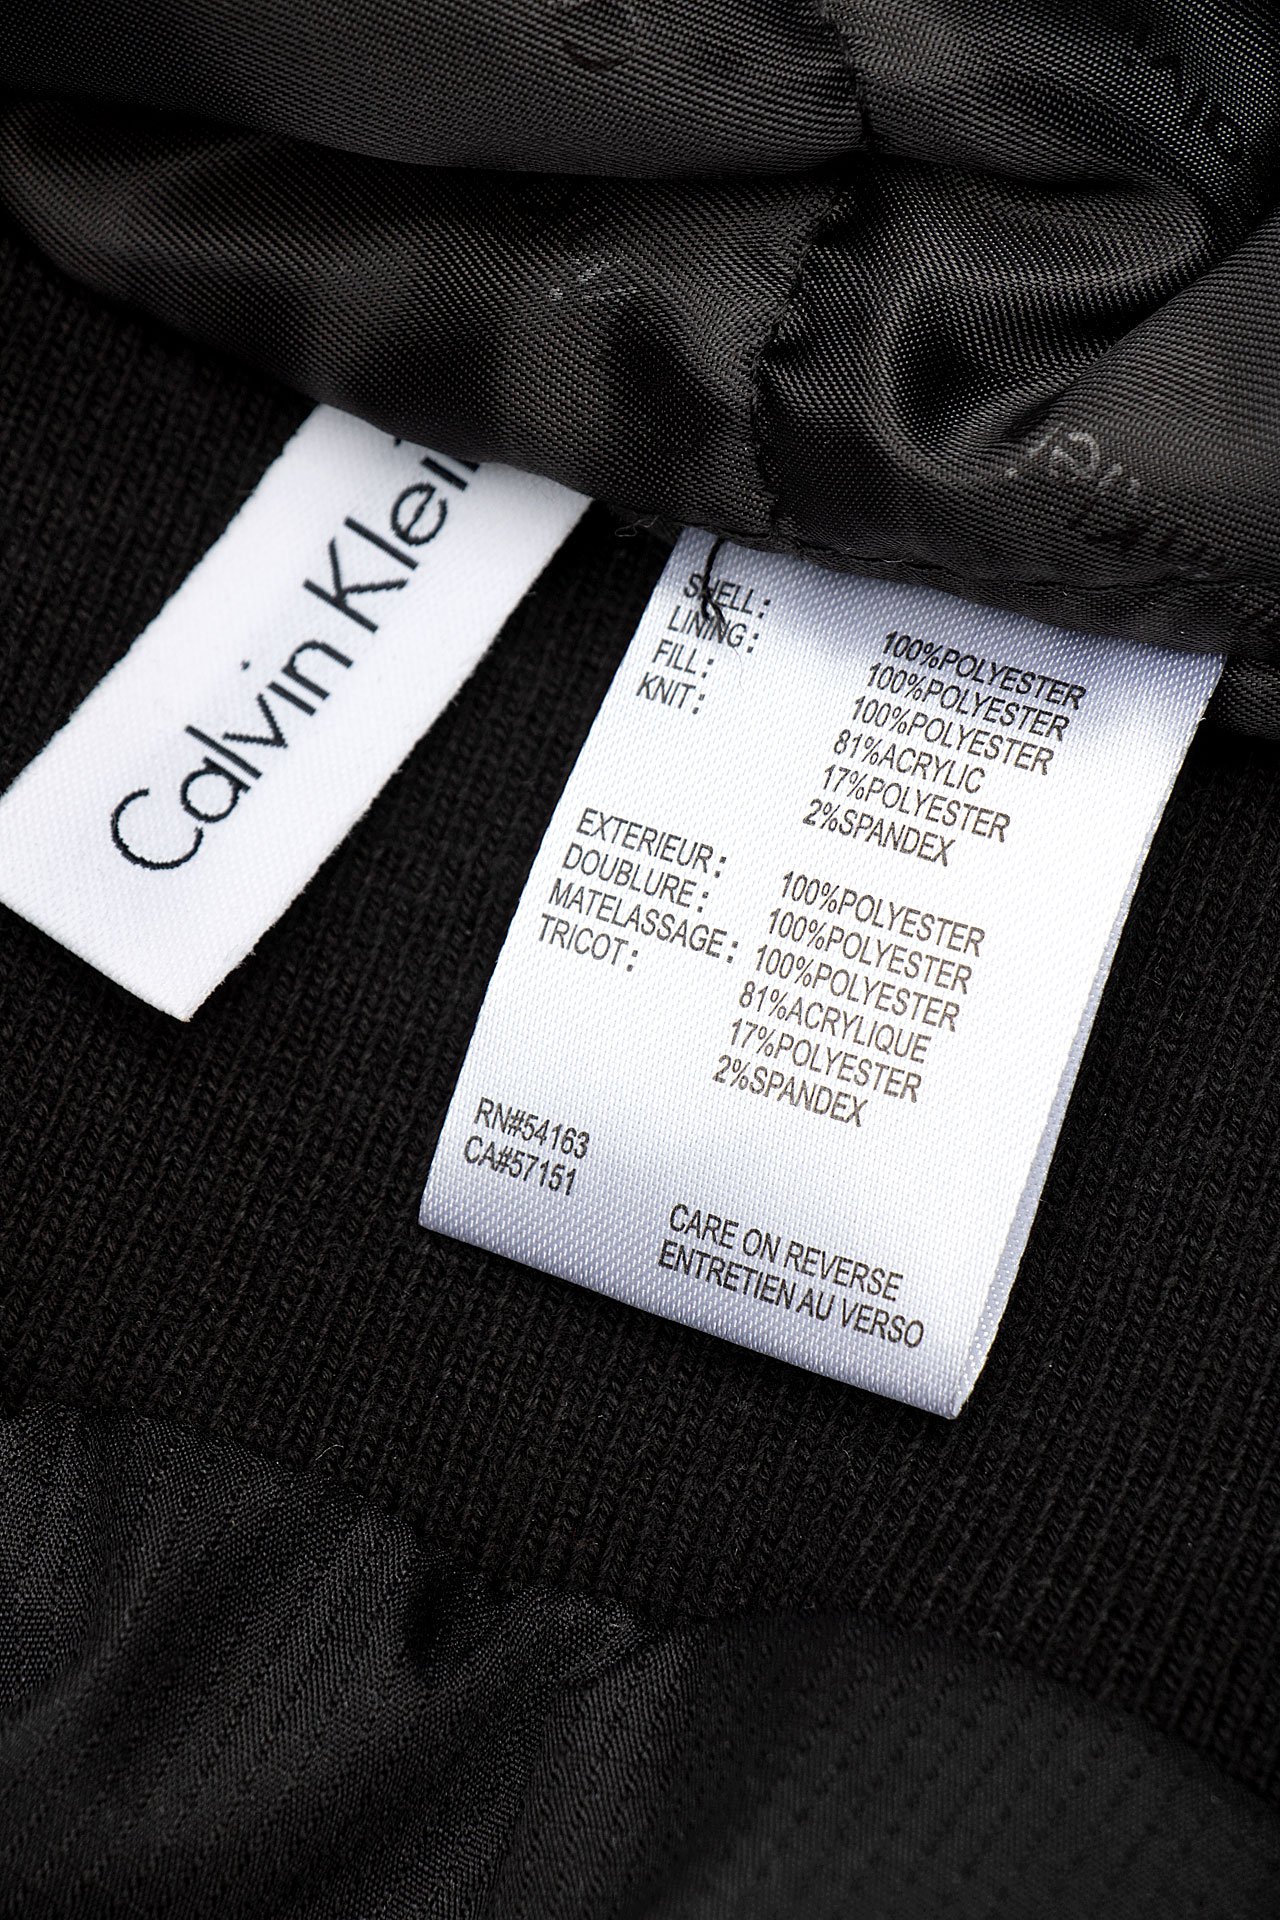 Calvin Klein
SHELL: 100%POLYESTER
LINING: 100%POLYESTER
FILL: 100%POLYESTER
KNIT: 81%ACRYLIC
17%POLYESTER
2%SPANDEX
EXTERIEUR: 100%POLYESTER
DOUBLURE: 100%POLYESTER
MATELASSAGE: 100%POLYESTER
TRICOT: 81%ACRYLIQUE
17%POLYESTER
2%SPANDEX
RN#54163
CA#57151
CARE ON REVERSE
ENTRETIEN AU VERSO